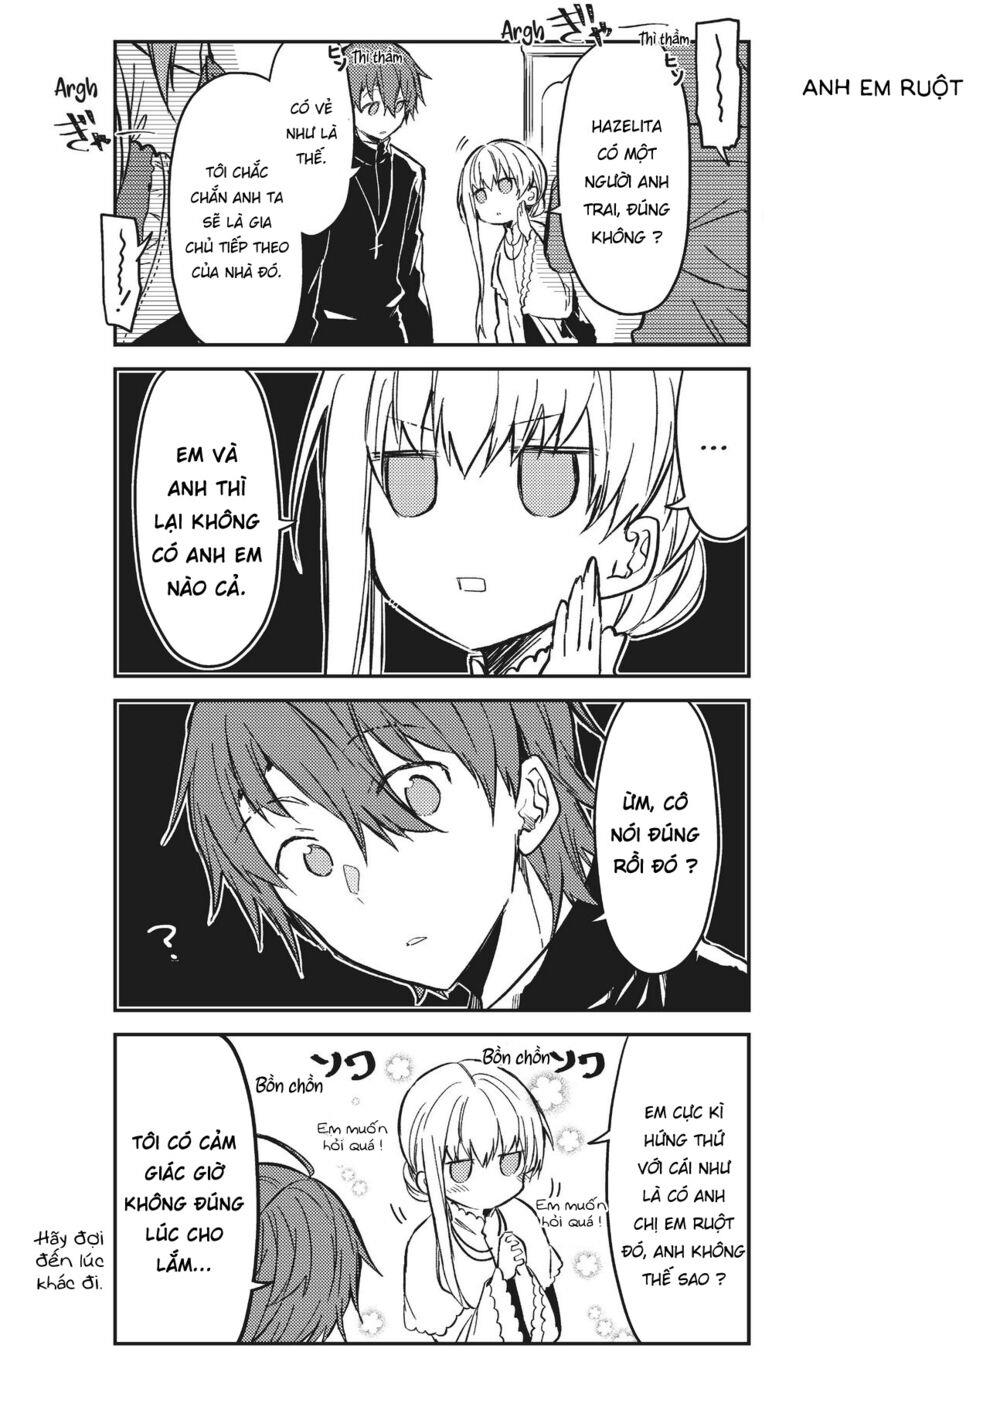 ANH EM RUỘT
Argh
ギャ
Thì thầm
ヒソ
HAZELITA
CÓ MỘT
NGƯỜI ANH
TRAI, ĐÚNG
KHÔNG ?
Thì thầm
ヒソ
CÓ VẺ
NHƯ LÀ
THẾ.
TÔI CHẮC
CHẮN ANH TA
SẼ LÀ GIA
CHỦ TIẾP THEO
CỦA NHÀ ĐÓ.
Argh
ギャ
...
EM VÀ
ANH THÌ
LẠI KHÔNG
CÓ ANH EM
NÀO CẢ.
ỪM, CÔ
NÓI ĐÚNG
RỒI ĐÓ ?
?
EM CỰC KÌ
HỨNG THÚ
VỚI CÁI NHƯ
LÀ CÓ ANH
CHỊ EM RUỘT
ĐÓ, ANH KHÔNG
THẾ SAO ?
Bồn chồn
ソワ
Bồn chồn
ソワ
Em muốn
hỏi quá !
Em muốn
hỏi quá !
TÔI CÓ CẢM
GIÁC GIỜ
KHÔNG ĐÚNG
LÚC CHO
LẮM...
Hãy đợi
đến lúc
khác đi.